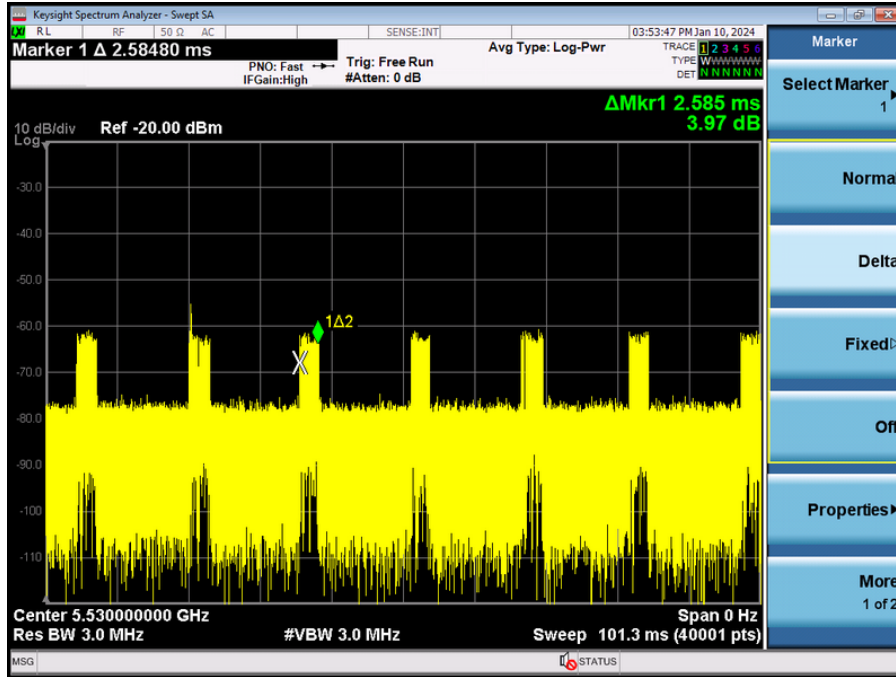 Keysight Spectrum Analyzer - Swept SA
LXI RL RF 50 Ω AC SENSE:INT 03:53:47 PM Jan 10, 2024
Marker 1 Δ 2.58480 ms
PNO: Fast
IFGain:High
Trig: Free Run
#Atten: 0 dB
Avg Type: Log-Pwr
TRACE 1 2 3 4 5 6
TYPE WWWWWW
DET N N N N N N
ΔMkr1 2.585 ms
3.97 dB
10 dB/div Ref -20.00 dBm
Log
-30.0
-40.0
-50.0
-60.0
-70.0
-80.0
-90.0
-100
-110
1Δ2
Center 5.530000000 GHz Span 0 Hz
Res BW 3.0 MHz #VBW 3.0 MHz Sweep 101.3 ms (40001 pts)
MSG STATUS
Marker
Select Marker
1
Normal
Delta
Fixed
Off
Properties
More
1 of 2